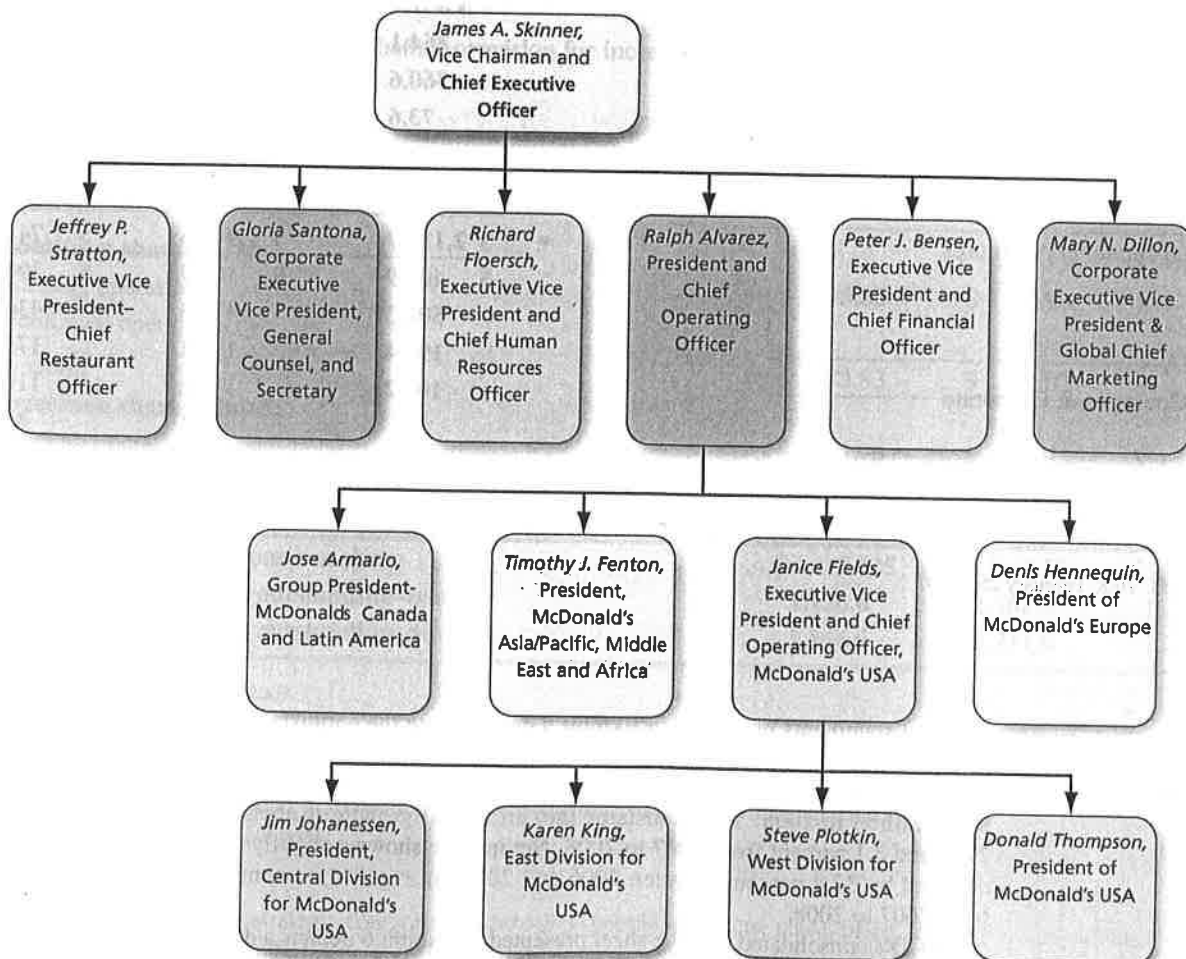 James A. Skinner,
Vice Chairman and
Chief Executive
Officer
Jeffrey P.
Stratton,
Executive Vice
President–
Chief
Restaurant
Officer
Gloria Santona,
Corporate
Executive
Vice President,
General
Counsel, and
Secretary
Richard
Floersch,
Executive Vice
President and
Chief Human
Resources
Officer
Ralph Alvarez,
President and
Chief
Operating
Officer
Peter J. Bensen,
Executive Vice
President and
Chief Financial
Officer
Mary N. Dillon,
Corporate
Executive Vice
President &
Global Chief
Marketing
Officer
Jose Armario,
Group President-
McDonalds Canada
and Latin America
Timothy J. Fenton,
President,
McDonald's
Asia/Pacific, Middle
East and Africa
Janice Fields,
Executive Vice
President and Chief
Operating Officer,
McDonald's USA
Denis Hennequin,
President of
McDonald's Europe
Jim Johanessen,
President,
Central Division
for McDonald's
USA
Karen King,
East Division for
McDonald's
USA
Steve Plotkin,
West Division for
McDonald's USA
Donald Thompson,
President of
McDonald's USA